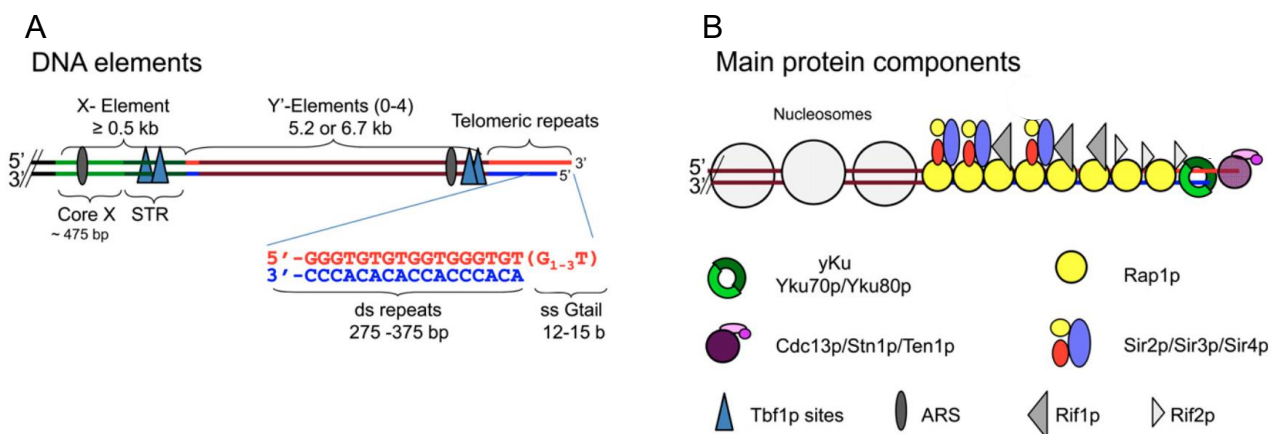 A
DNA elements
X- Element
≥ 0.5 kb
Y'-Elements (0-4)
5.2 or 6.7 kb
Telomeric repeats
5’
3’
3’
5’
Core X
~ 475 bp
STR
5’-GGGTGTGTGGTGGGTGT(G1-3T)
3’-CCCACACACCACCCACA
ds repeats
275 -375 bp
ss Gtail
12-15 b
Tbf1p sites
ARS
B
Main protein components
Nucleosomes
5’
3’
yKu
Yku70p/Yku80p
Rap1p
Cdc13p/Stn1p/Ten1p
Sir2p/Sir3p/Sir4p
Rif1p
Rif2p